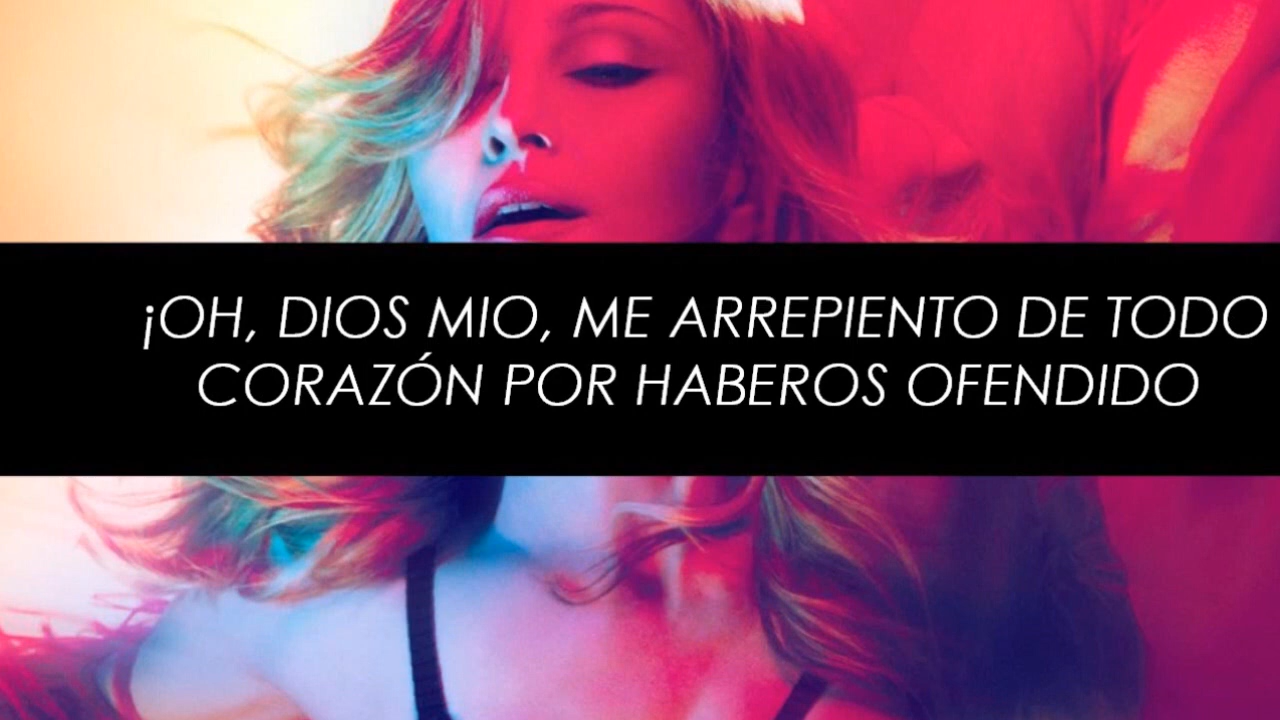 ¡OH, DIOS MIO, ME ARREPIENTO DE TODO
CORAZÓN POR HABEROS OFENDIDO